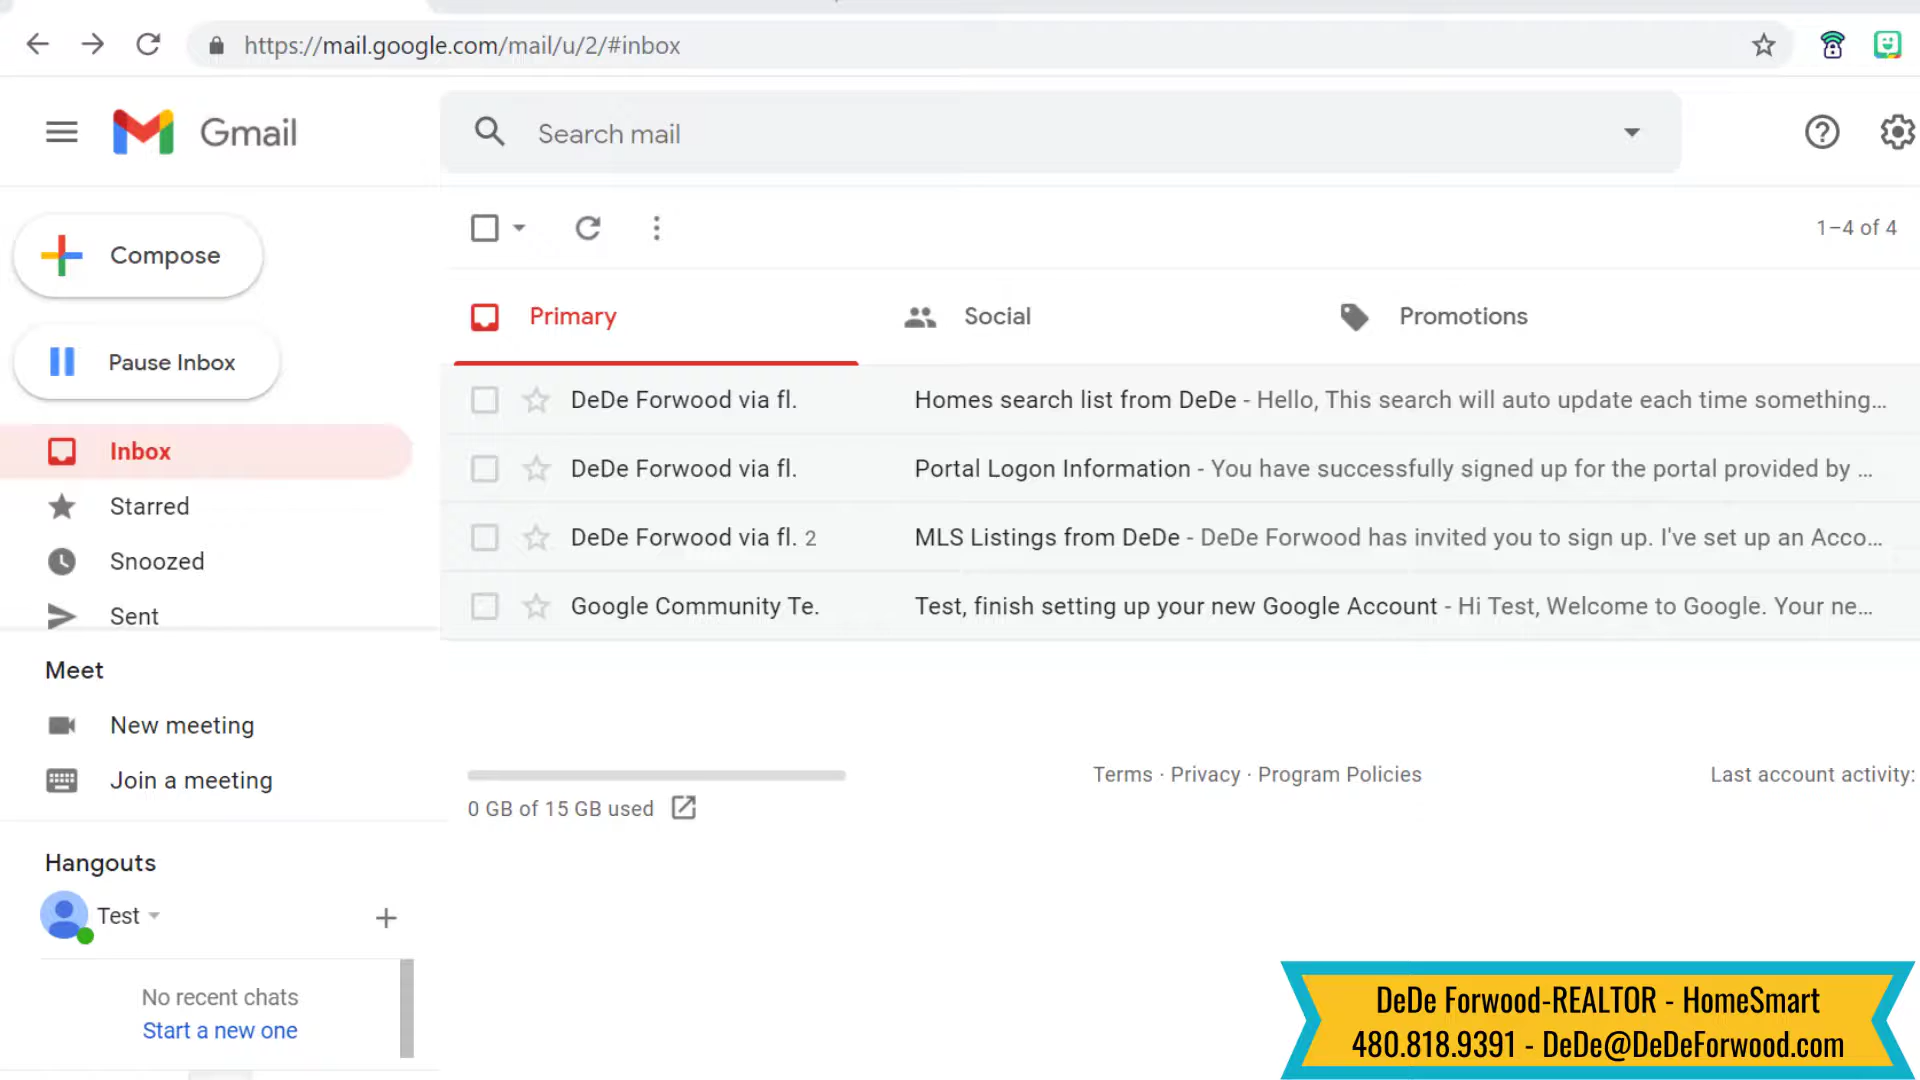 https://mail.google.com/mail/u/2/#inbox
Gmail
Search mail
Compose
1–4 of 4
Primary
Social
Promotions
Pause Inbox
DeDe Forwood via fl. Homes search list from DeDe - Hello, This search will auto update each time something...
Inbox
DeDe Forwood via fl. Portal Logon Information - You have successfully signed up for the portal provided by ...
Starred
DeDe Forwood via fl. 2 MLS Listings from DeDe - DeDe Forwood has invited you to sign up. I've set up an Acco...
Snoozed
Google Community Te. Test, finish setting up your new Google Account - Hi Test, Welcome to Google. Your ne...
Sent
Meet
New meeting
Join a meeting
Terms · Privacy · Program Policies
Last account activity:
0 GB of 15 GB used
Hangouts
Test
No recent chats
Start a new one
DeDe Forwood-REALTOR - HomeSmart
480.818.9391 - DeDe@DeDeForwood.com